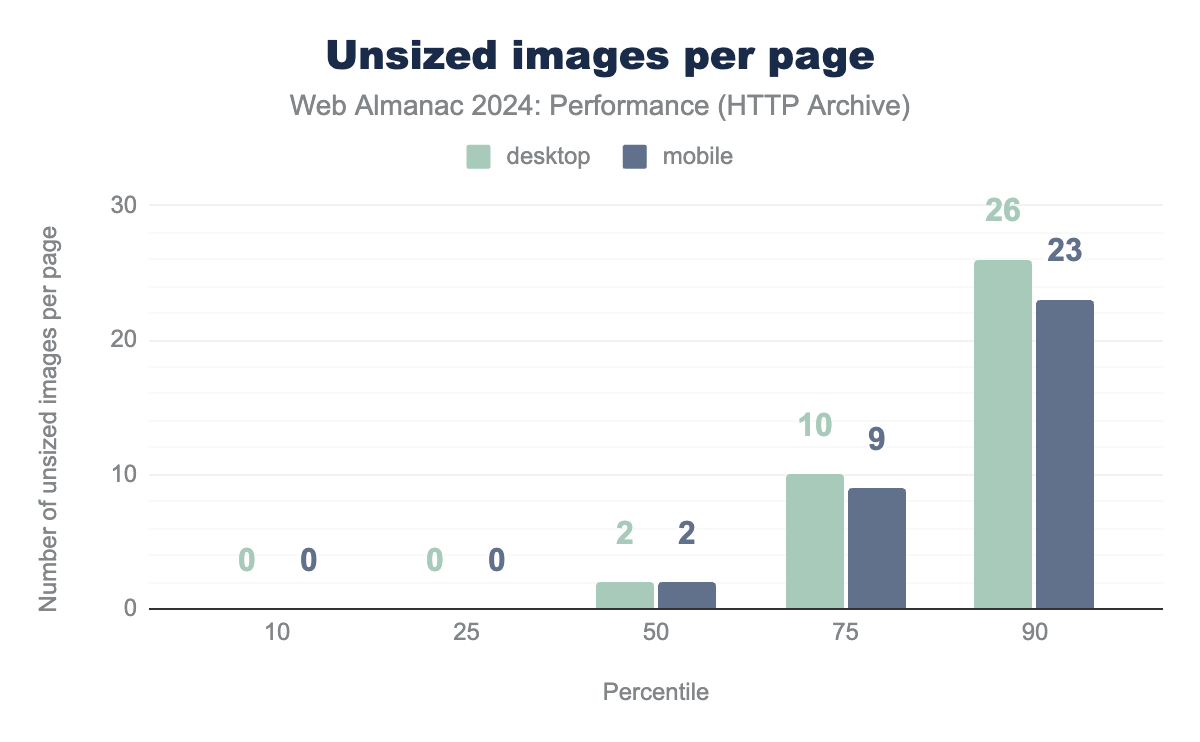 Unsized images per page
Web Almanac 2024: Performance (HTTP Archive)
desktop mobile
Number of unsized images per page
30
20
10
0
0 0
0 0
2 2
10 9
26 23
10 25 50 75 90
Percentile